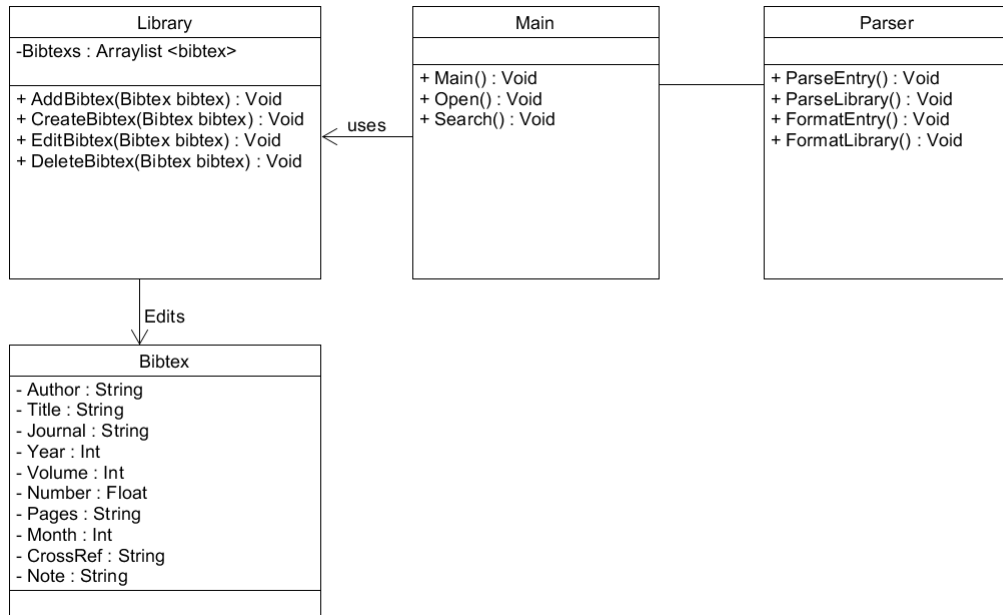 Library
-Bibtexs : Arraylist <bibtex>
+ AddBibtex(Bibtex bibtex) : Void
+ CreateBibtex(Bibtex bibtex) : Void
+ EditBibtex(Bibtex bibtex) : Void
+ DeleteBibtex(Bibtex bibtex) : Void
uses
Main
+ Main() : Void
+ Open() : Void
+ Search() : Void
Parser
+ ParseEntry() : Void
+ ParseLibrary() : Void
+ FormatEntry() : Void
+ FormatLibrary() : Void
Edits
Bibtex
- Author : String
- Title : String
- Journal : String
- Year : Int
- Volume : Int
- Number : Float
- Pages : String
- Month : Int
- CrossRef : String
- Note : String